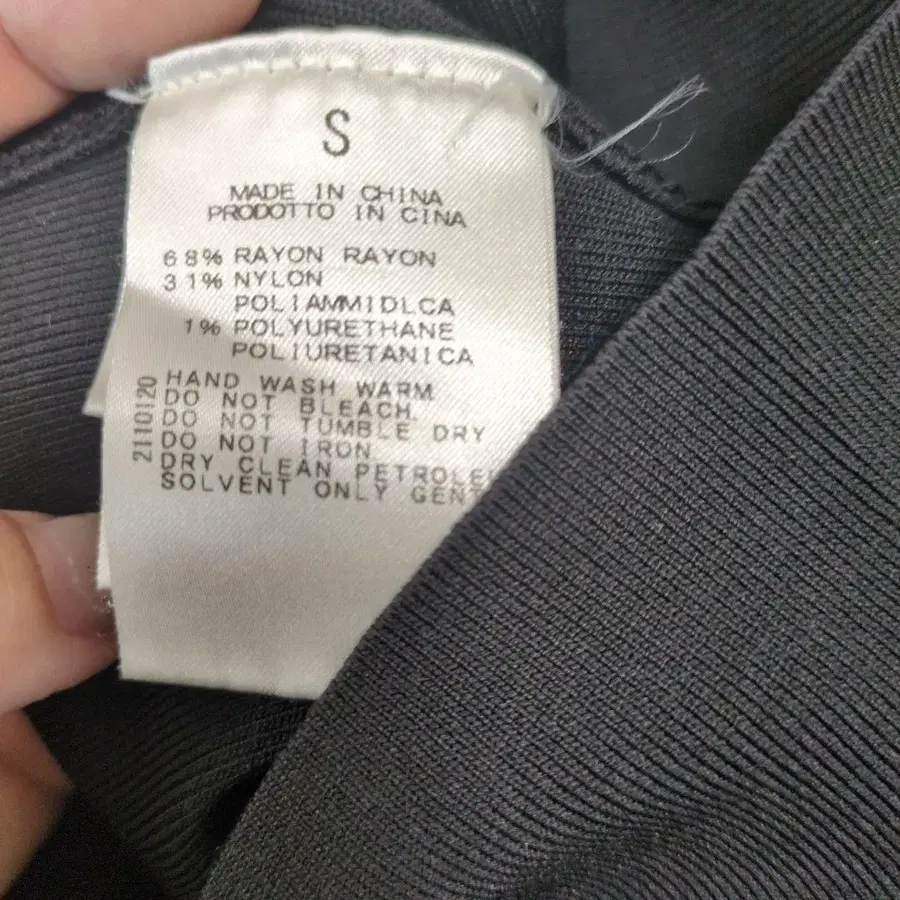 S
MADE IN CHINA
PRODOTTO IN CINA
68% RAYON RAYON
31% NYLON
POLIAMMIDLCA
1% POLYURETHANE
POLIURETANICA
HAND WASH WARM
DO NOT BLEACH
DO NOT TUMBLE DRY
DO NOT IRON
DRY CLEAN PETROLE
SOLVENT ONLY GENT
2110120